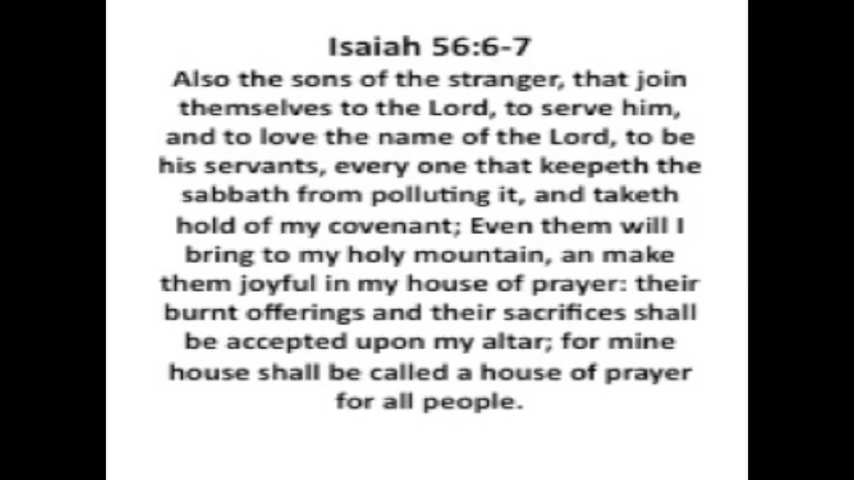 Isaiah 56:6-7
Also the sons of the stranger, that join
themselves to the Lord, to serve him,
and to love the name of the Lord, to be
his servants, every one that keepeth the
sabbath from polluting it, and taketh
hold of my covenant; Even them will I
bring to my holy mountain, an make
them joyful in my house of prayer: their
burnt offerings and their sacrifices shall
be accepted upon my altar; for mine
house shall be called a house of prayer
for all people.